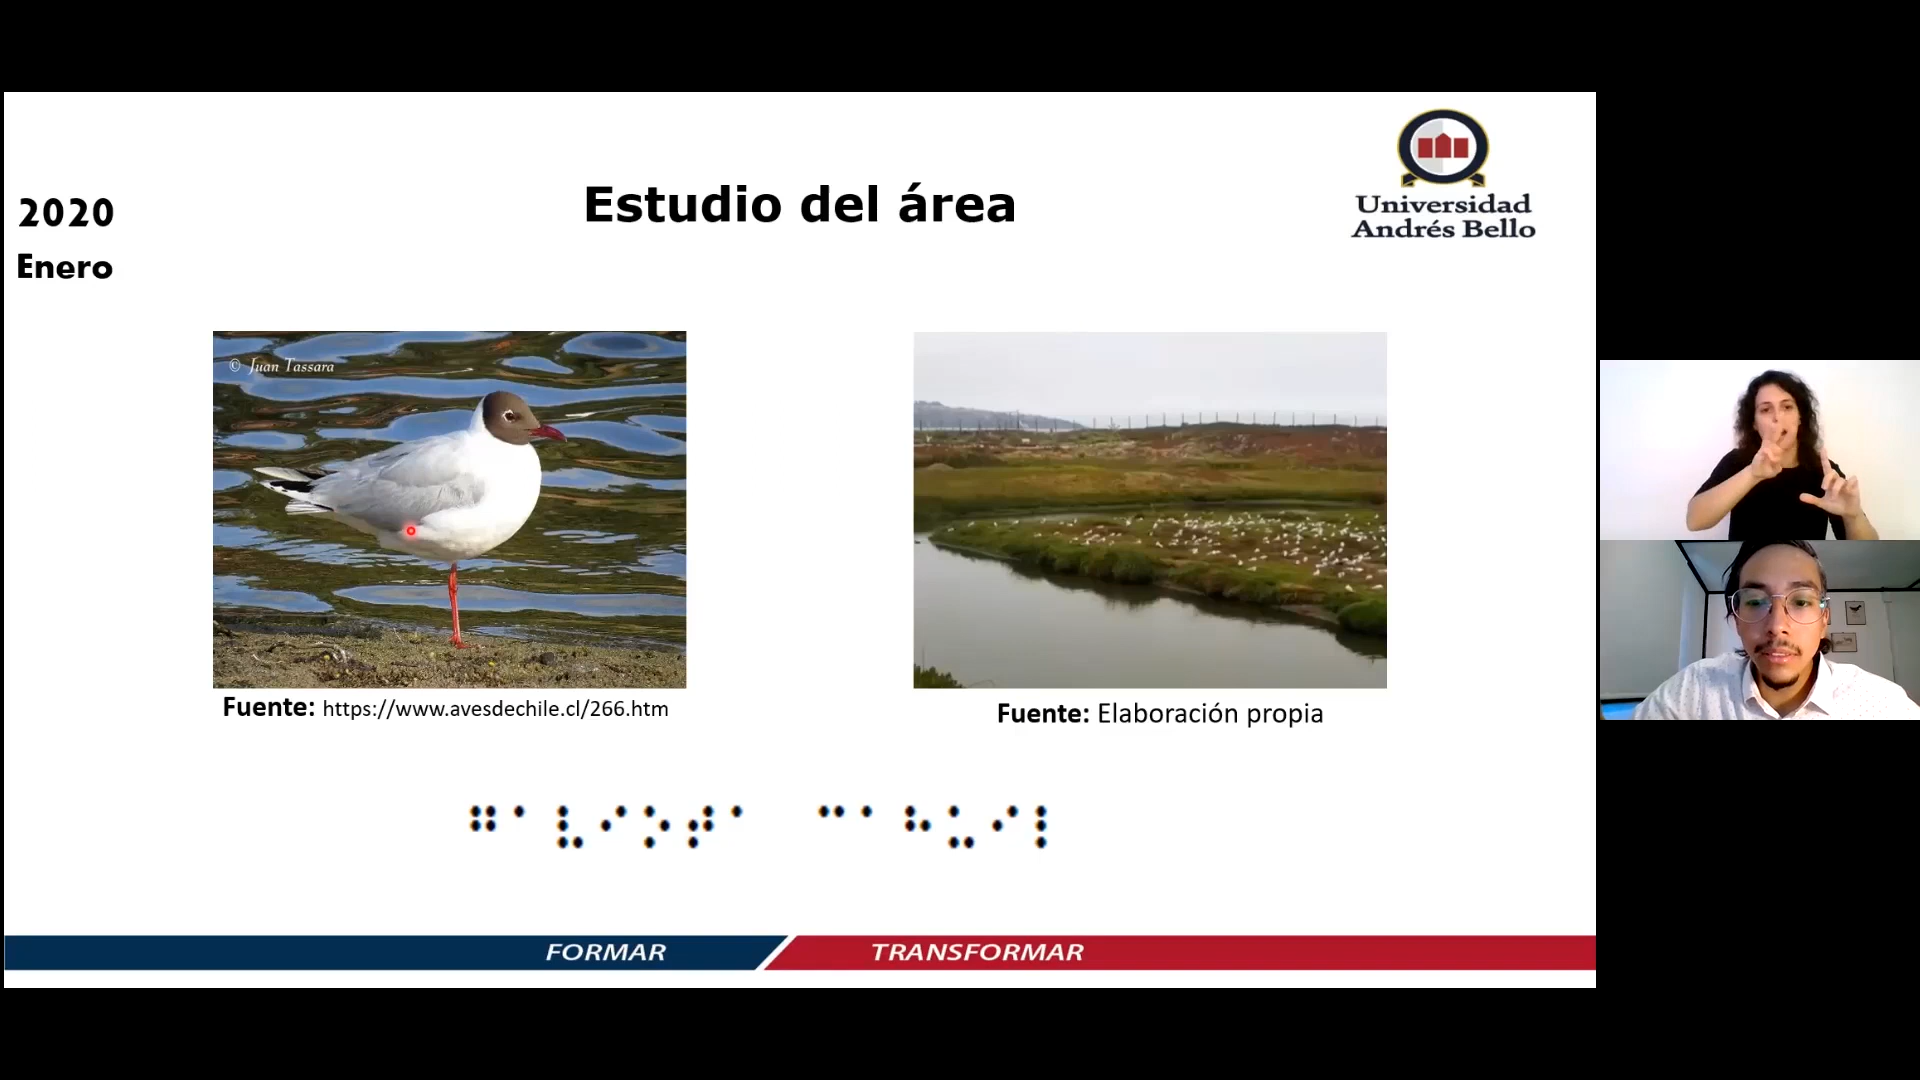 2020
Enero
Estudio del área
Universidad
Andrés Bello
© Juan Tassara
Fuente: https://www.avesdechile.cl/266.htm
Fuente: Elaboración propia
⠛⠁⠧⠊⠕⠞⠁ ⠉⠁⠓⠥⠊⠇
FORMAR TRANSFORMAR